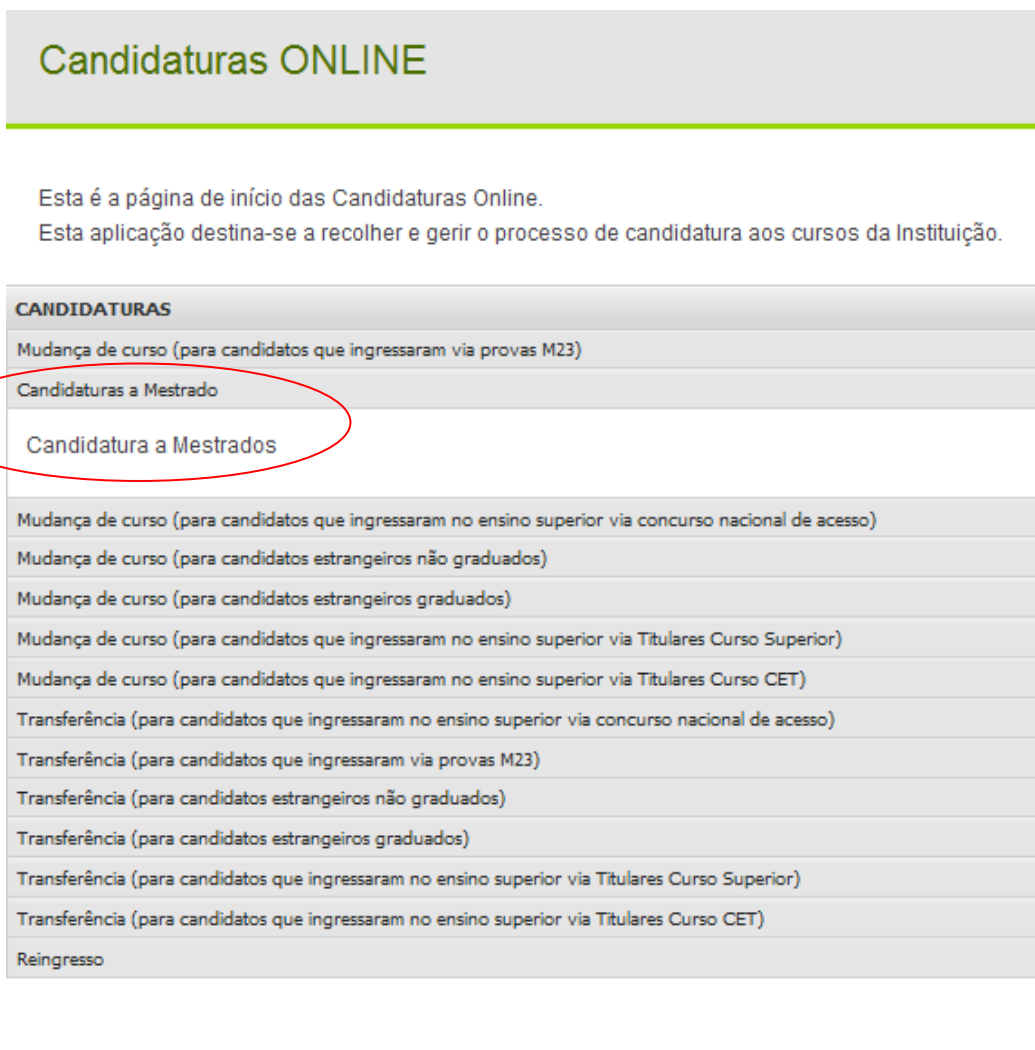 Candidaturas ONLINE
Esta é a página de início das Candidaturas Online.
Esta aplicação destina-se a recolher e gerir o processo de candidatura aos cursos da Instituição.
CANDIDATURAS
Mudança de curso (para candidatos que ingressaram via provas M23)
Candidaturas a Mestrado
Candidatura a Mestrados
Mudança de curso (para candidatos que ingressaram no ensino superior via concurso nacional de acesso)
Mudança de curso (para candidatos estrangeiros não graduados)
Mudança de curso (para candidatos estrangeiros graduados)
Mudança de curso (para candidatos que ingressaram no ensino superior via Titulares Curso Superior)
Mudança de curso (para candidatos que ingressaram no ensino superior via Titulares Curso CET)
Transferência (para candidatos que ingressaram no ensino superior via concurso nacional de acesso)
Transferência (para candidatos que ingressaram via provas M23)
Transferência (para candidatos estrangeiros não graduados)
Transferência (para candidatos estrangeiros graduados)
Transferência (para candidatos que ingressaram no ensino superior via Titulares Curso Superior)
Transferência (para candidatos que ingressaram no ensino superior via Titulares Curso CET)
Reingresso